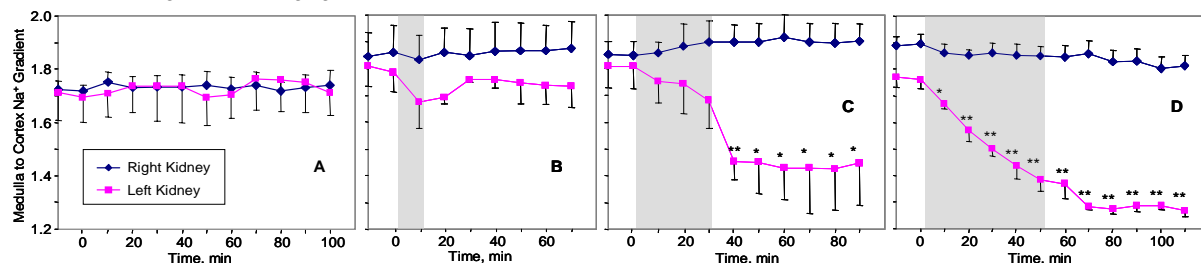 Medulla to Cortex Na⁺ Gradient
2.0
1.8
1.6
1.4
1.2
Right Kidney
Left Kidney
A
0 20 40 60 80 100
Time, min
B
0 20 40 60
Time, min
** * * * * *
C
0 20 40 60 80
Time, min
* ** ** ** ** ** ** ** ** ** **
D
0 20 40 60 80 100
Time, min